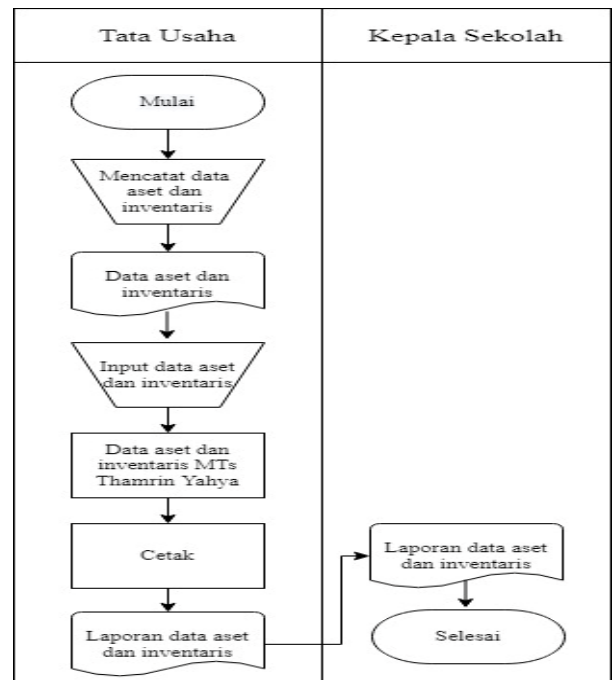 Tata Usaha
Kepala Sekolah
Mulai
Mencatat data
aset dan
inventaris
Data aset dan
inventaris
Input data aset
dan inventaris
Data aset dan
inventaris MTs
Thamrin Yahya
Cetak
Laporan data aset
dan inventaris
Laporan data aset
dan inventaris
Selesai